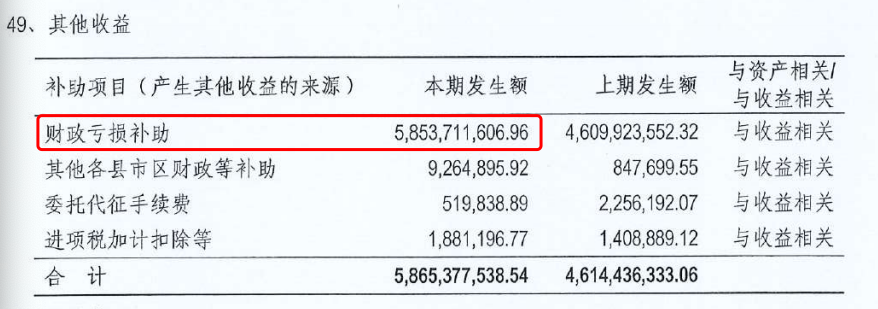 49、其他收益
补助项目(产生其他收益的来源) 本期发生额 上期发生额 与资产相关/
与收益相关
财政亏损补助 5,853,711,606.96 4,609,923,552.32 与收益相关
其他各县市区财政等补助 9,264,895.92 847,699.55 与收益相关
委托代征手续费 519,838.89 2,256,192.07 与收益相关
进项税加计扣除等 1,881,196.77 1,408,889.12 与收益相关
合 计 5,865,377,538.54 4,614,436,333.06